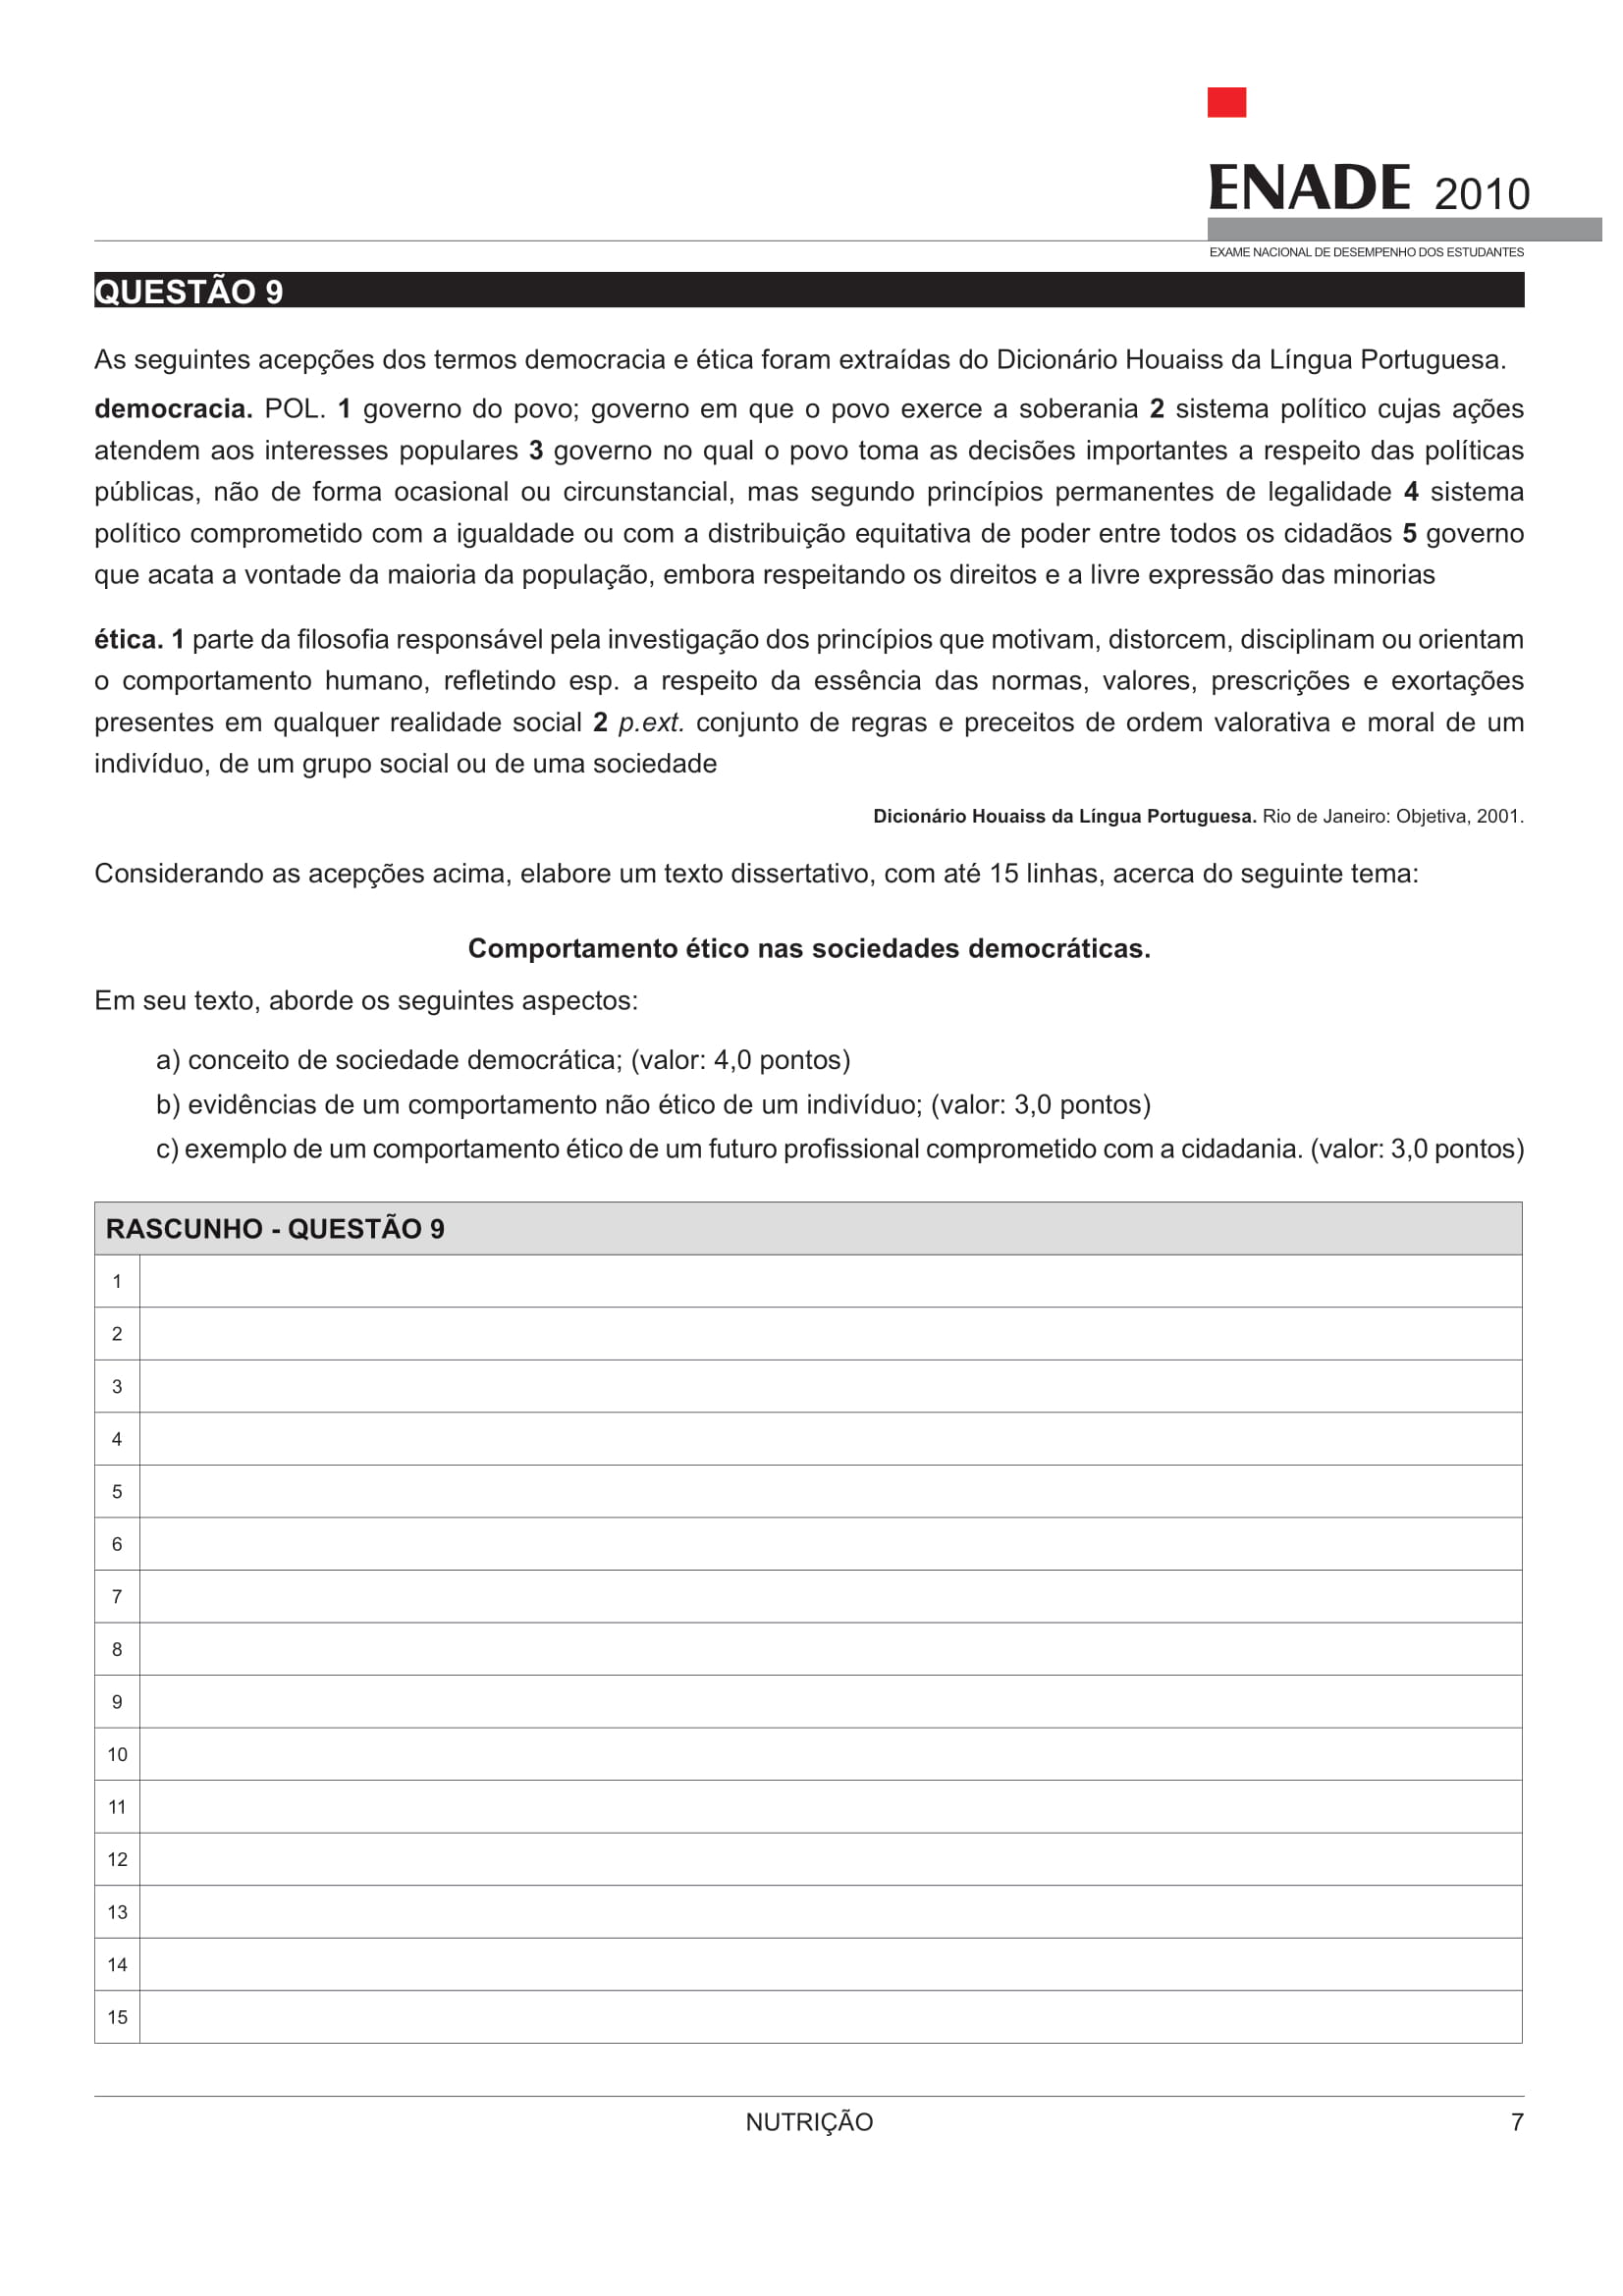 ENADE 2010
EXAME NACIONAL DE DESEMPENHO DOS ESTUDANTES
QUESTÃO 9
As seguintes acepções dos termos democracia e ética foram extraídas do Dicionário Houaiss da Língua Portuguesa.
democracia. POL. 1 governo do povo; governo em que o povo exerce a soberania 2 sistema político cujas ações
atendem aos interesses populares 3 governo no qual o povo toma as decisões importantes a respeito das políticas
públicas, não de forma ocasional ou circunstancial, mas segundo princípios permanentes de legalidade 4 sistema
político comprometido com a igualdade ou com a distribuição equitativa de poder entre todos os cidadãos 5 governo
que acata a vontade da maioria da população, embora respeitando os direitos e a livre expressão das minorias
ética. 1 parte da filosofia responsável pela investigação dos princípios que motivam, distorcem, disciplinam ou orientam
o comportamento humano, refletindo esp. a respeito da essência das normas, valores, prescrições e exortações
presentes em qualquer realidade social 2 p.ext. conjunto de regras e preceitos de ordem valorativa e moral de um
indivíduo, de um grupo social ou de uma sociedade
Dicionário Houaiss da Língua Portuguesa. Rio de Janeiro: Objetiva, 2001.
Considerando as acepções acima, elabore um texto dissertativo, com até 15 linhas, acerca do seguinte tema:
Comportamento ético nas sociedades democráticas.
Em seu texto, aborde os seguintes aspectos:
a) conceito de sociedade democrática; (valor: 4,0 pontos)
b) evidências de um comportamento não ético de um indivíduo; (valor: 3,0 pontos)
c) exemplo de um comportamento ético de um futuro profissional comprometido com a cidadania. (valor: 3,0 pontos)
RASCUNHO - QUESTÃO 9
1
2
3
4
5
6
7
8
9
10
11
12
13
14
15
NUTRIÇÃO 7